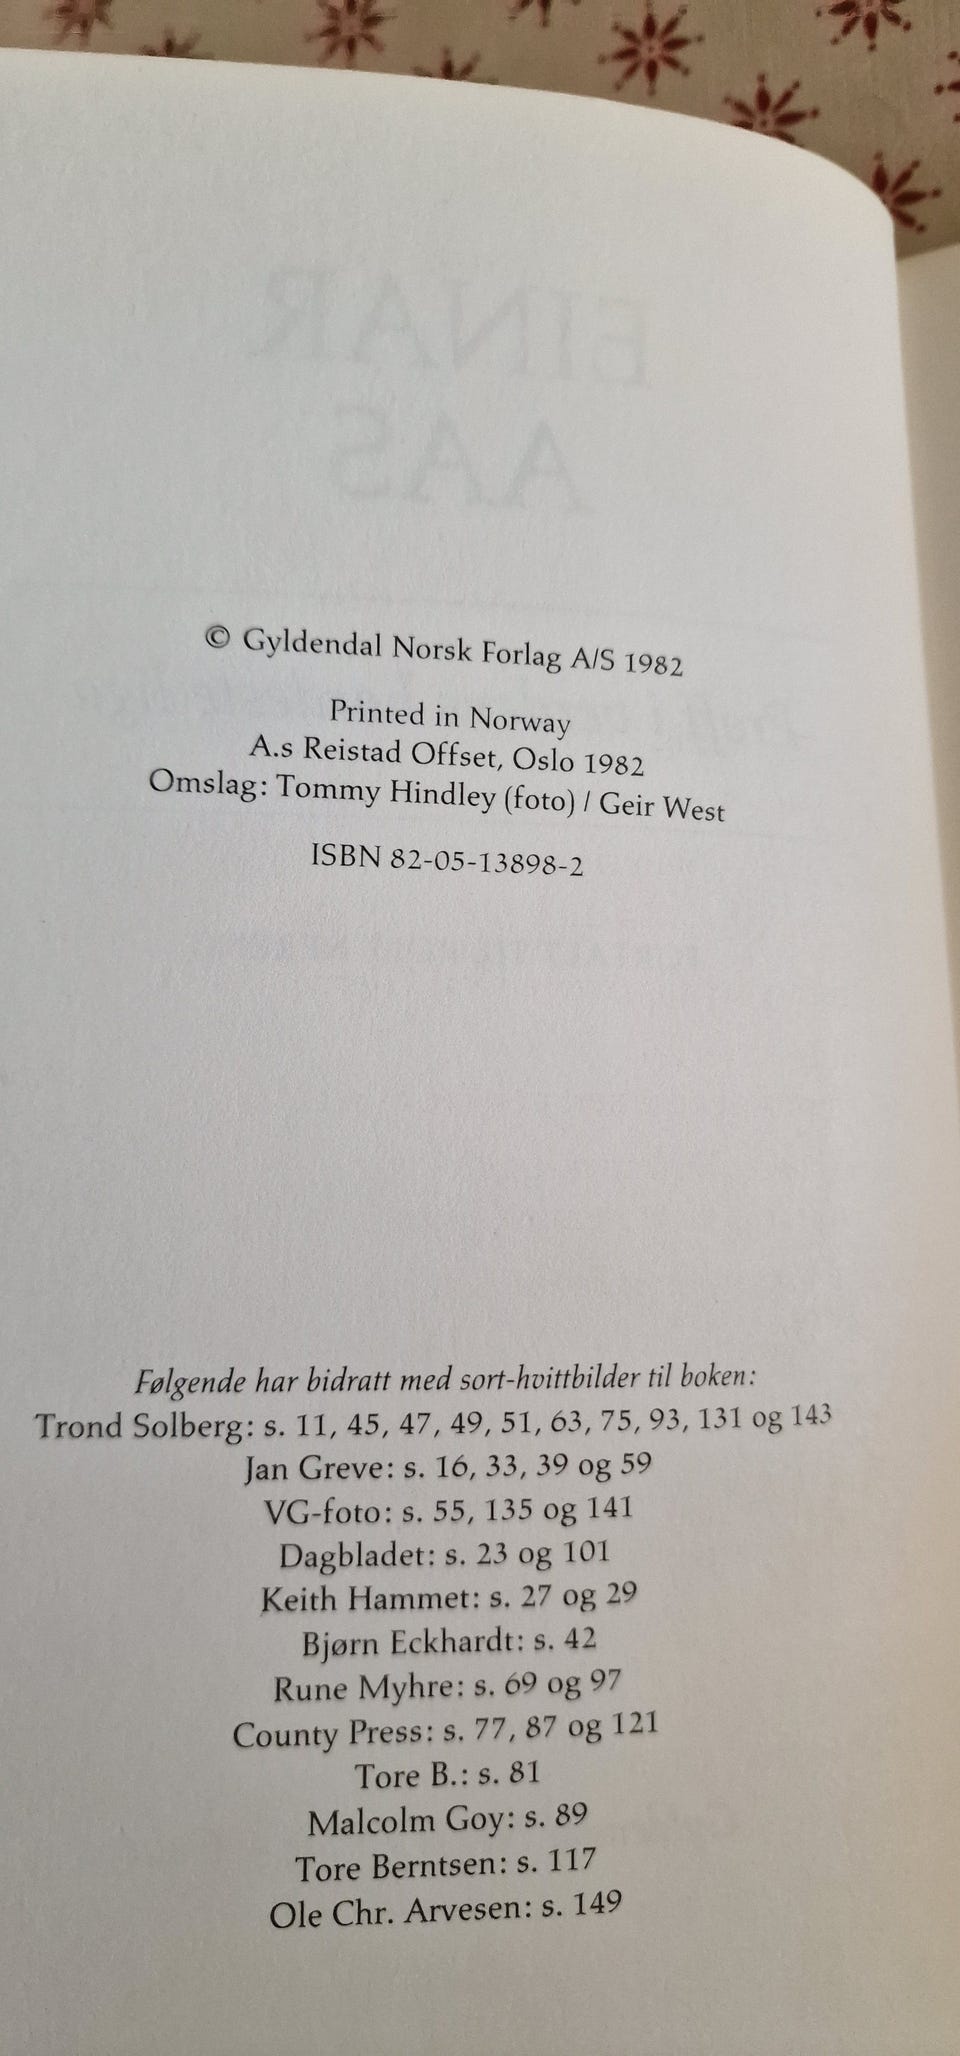 EINAR
AAS
© Gyldendal Norsk Forlag A/S 1982
Printed in Norway
A.s Reistad Offset, Oslo 1982
Omslag: Tommy Hindley (foto) / Geir West
ISBN 82-05-13898-2
Følgende har bidratt med sort-hvittbilder til boken:
Trond Solberg: s. 11, 45, 47, 49, 51, 63, 75, 93, 131 og 143
Jan Greve: s. 16, 33, 39 og 59
VG-foto: s. 55, 135 og 141
Dagbladet: s. 23 og 101
Keith Hammet: s. 27 og 29
Bjørn Eckhardt: s. 42
Rune Myhre: s. 69 og 97
County Press: s. 77, 87 og 121
Tore B.: s. 81
Malcolm Goy: s. 89
Tore Berntsen: s. 117
Ole Chr. Arvesen: s. 149